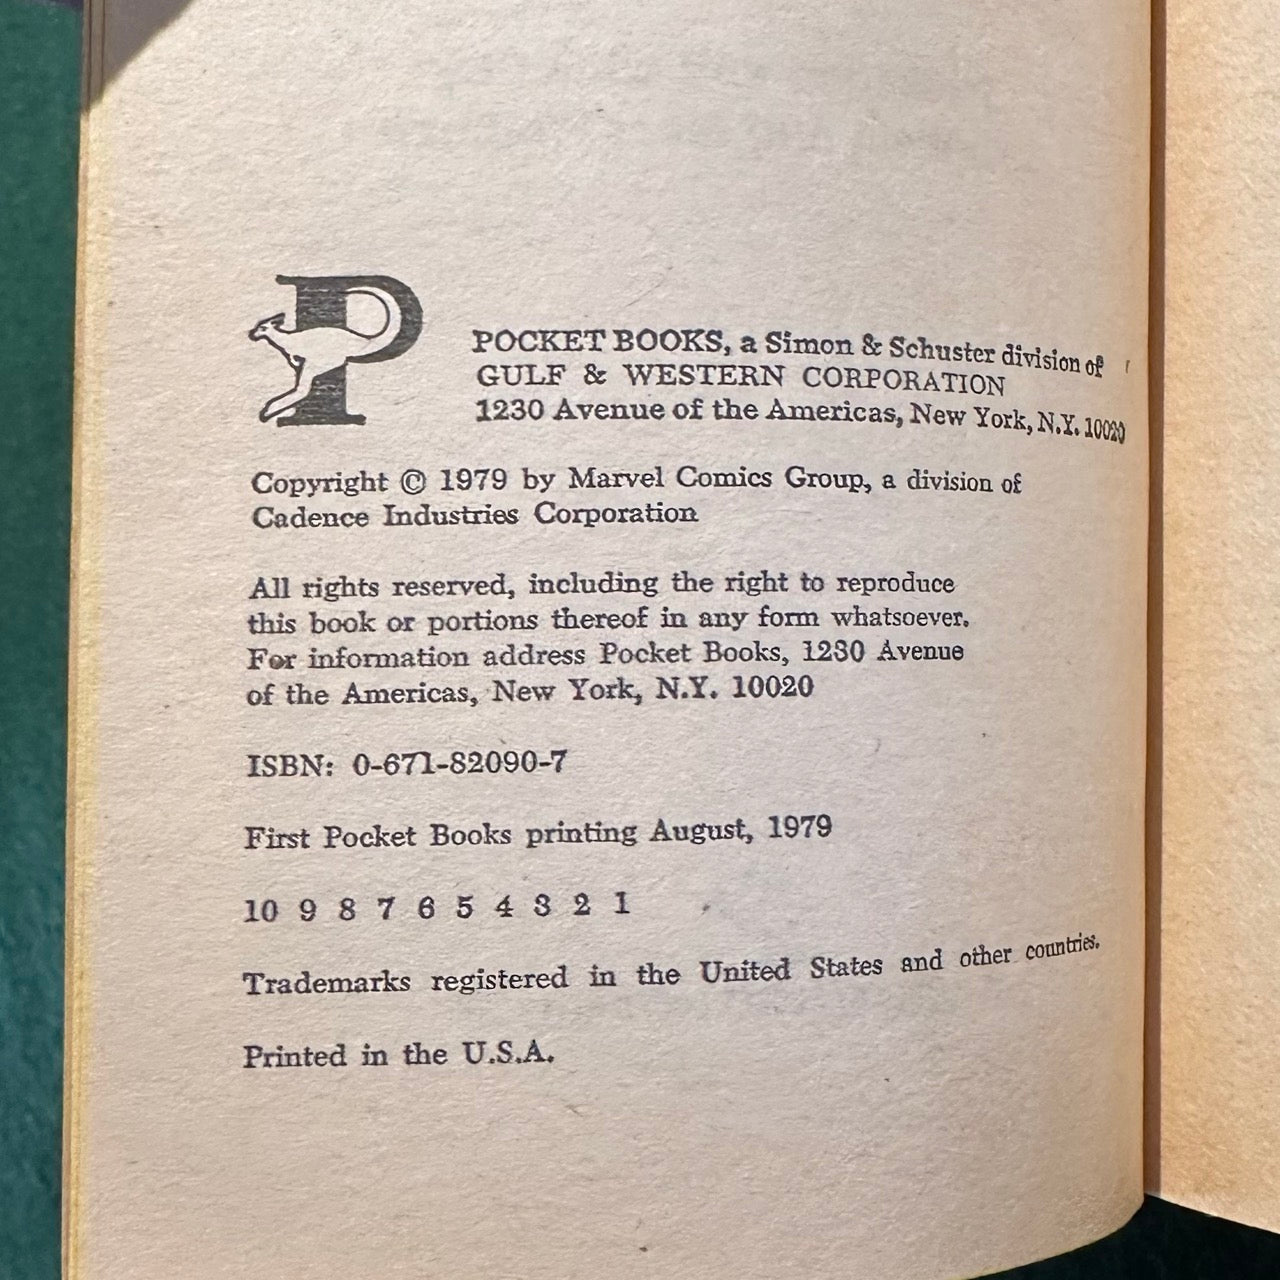 P
POCKET BOOKS, a Simon & Schuster division of
GULF & WESTERN CORPORATION
1230 Avenue of the Americas, New York, N.Y. 10020
Copyright © 1979 by Marvel Comics Group, a division of
Cadence Industries Corporation
All rights reserved, including the right to reproduce
this book or portions thereof in any form whatsoever.
For information address Pocket Books, 1230 Avenue
of the Americas, New York, N.Y. 10020
ISBN: 0-671-82090-7
First Pocket Books printing August, 1979
10 9 8 7 6 5 4 3 2 1
Trademarks registered in the United States and other countries.
Printed in the U.S.A.